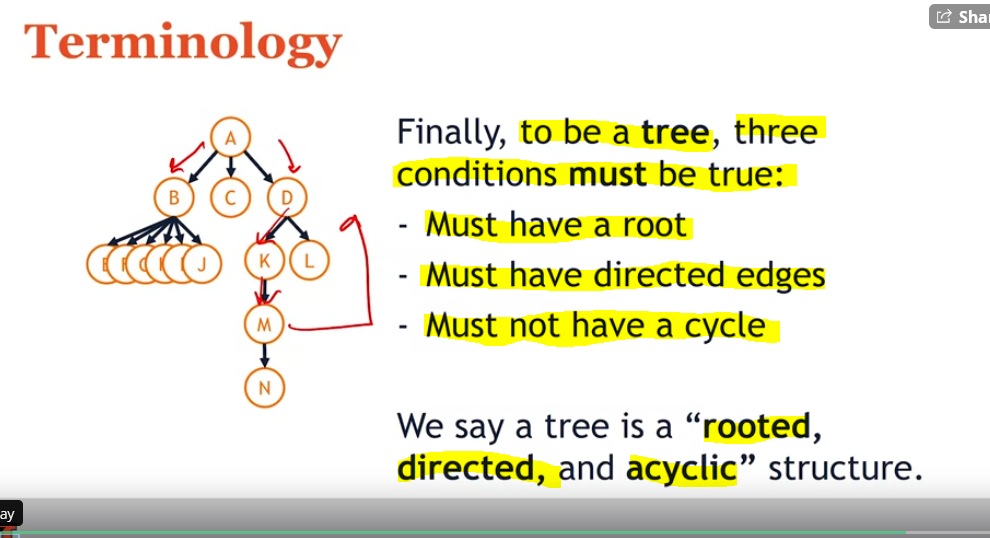 Terminology
Shar
A
B
C
D
J
K
L
M
N
Finally, to be a tree, three
conditions must be true:
- Must have a root
- Must have directed edges
- Must not have a cycle
We say a tree is a “rooted,
directed, and acyclic” structure.
ay